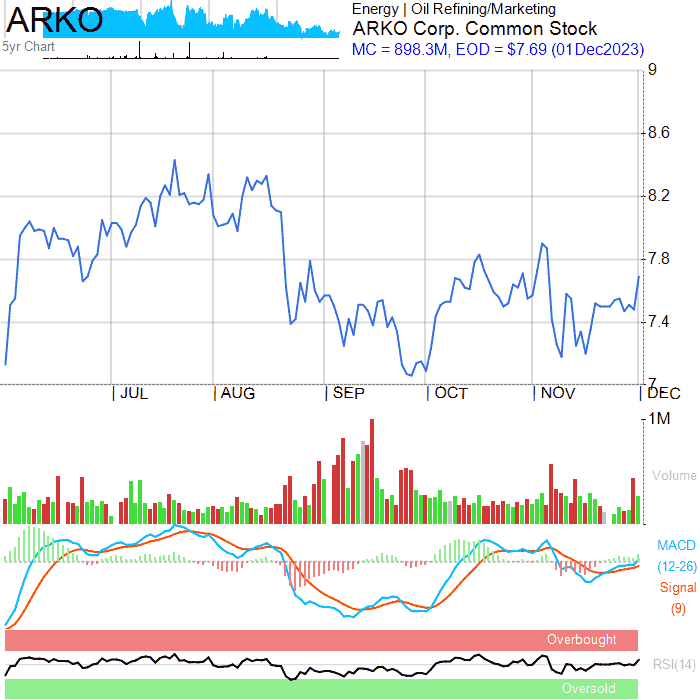 ARKO
Energy | Oil Refining/Marketing
ARKO Corp. Common Stock
5yr Chart
MC = 898.3M, EOD = $7.69 (01Dec2023)
9
8.6
8.2
7.8
7.4
7
JUL AUG SEP OCT NOV DEC
1M
Volume
MACD
(12-26)
Signal
(9)
Overbought
RSI(14)
Oversold